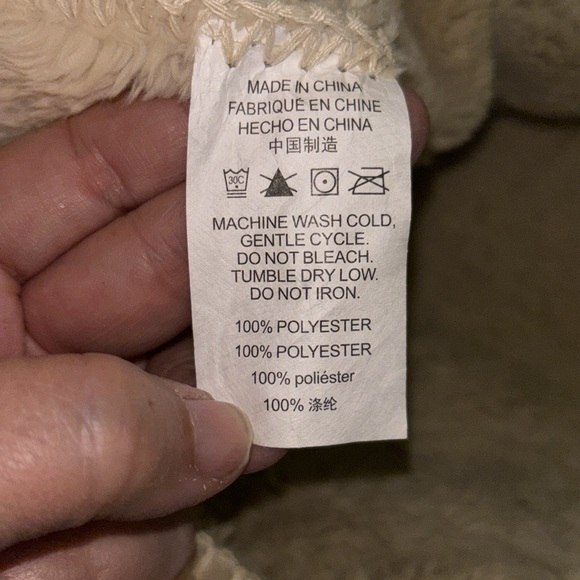 MADE IN CHINA
FABRIQUÉ EN CHINE
HECHO EN CHINA
中国制造
30C
MACHINE WASH COLD,
GENTLE CYCLE.
DO NOT BLEACH.
TUMBLE DRY LOW.
DO NOT IRON.
100% POLYESTER
100% POLYESTER
100% poliéster
100% 涤纶